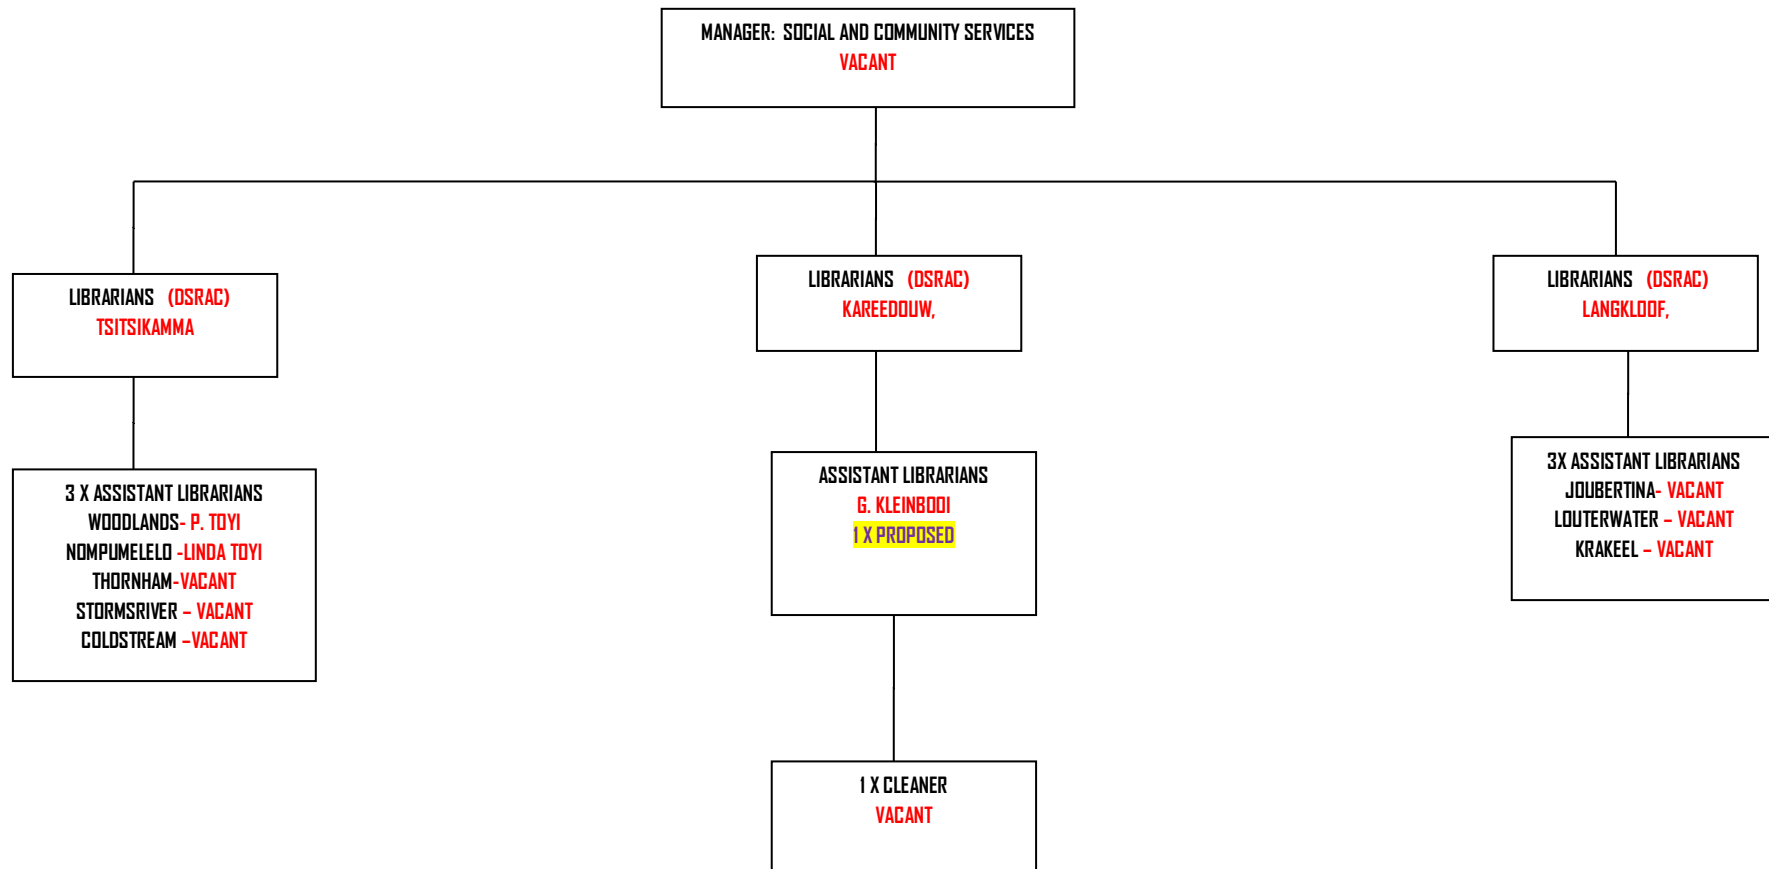 MANAGER: SOCIAL AND COMMUNITY SERVICES
VACANT
LIBRARIANS (DSRAC)
TSITSIKAMMA
LIBRARIANS (DSRAC)
KAREEDOUW,
LIBRARIANS (DSRAC)
LANGKLOOF,
3 X ASSISTANT LIBRARIANS
WOODLANDS- P. TOYI
NOMPUMELELO -LINDA TOYI
THORNHAM-VACANT
STORMSRIVER – VACANT
COLDSTREAM –VACANT
ASSISTANT LIBRARIANS
G. KLEINBOOI
1 X PROPOSED
3X ASSISTANT LIBRARIANS
JOUBERTINA- VACANT
LOUTERWATER – VACANT
KRAKEEL – VACANT
1 X CLEANER
VACANT